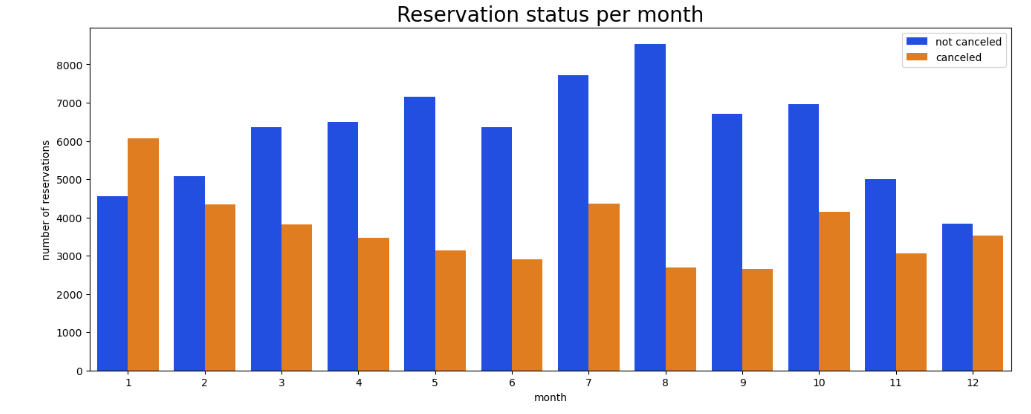 Reservation status per month
not canceled
canceled
number of reservations
8000
7000
6000
5000
4000
3000
2000
1000
0
1 2 3 4 5 6 7 8 9 10 11 12
month